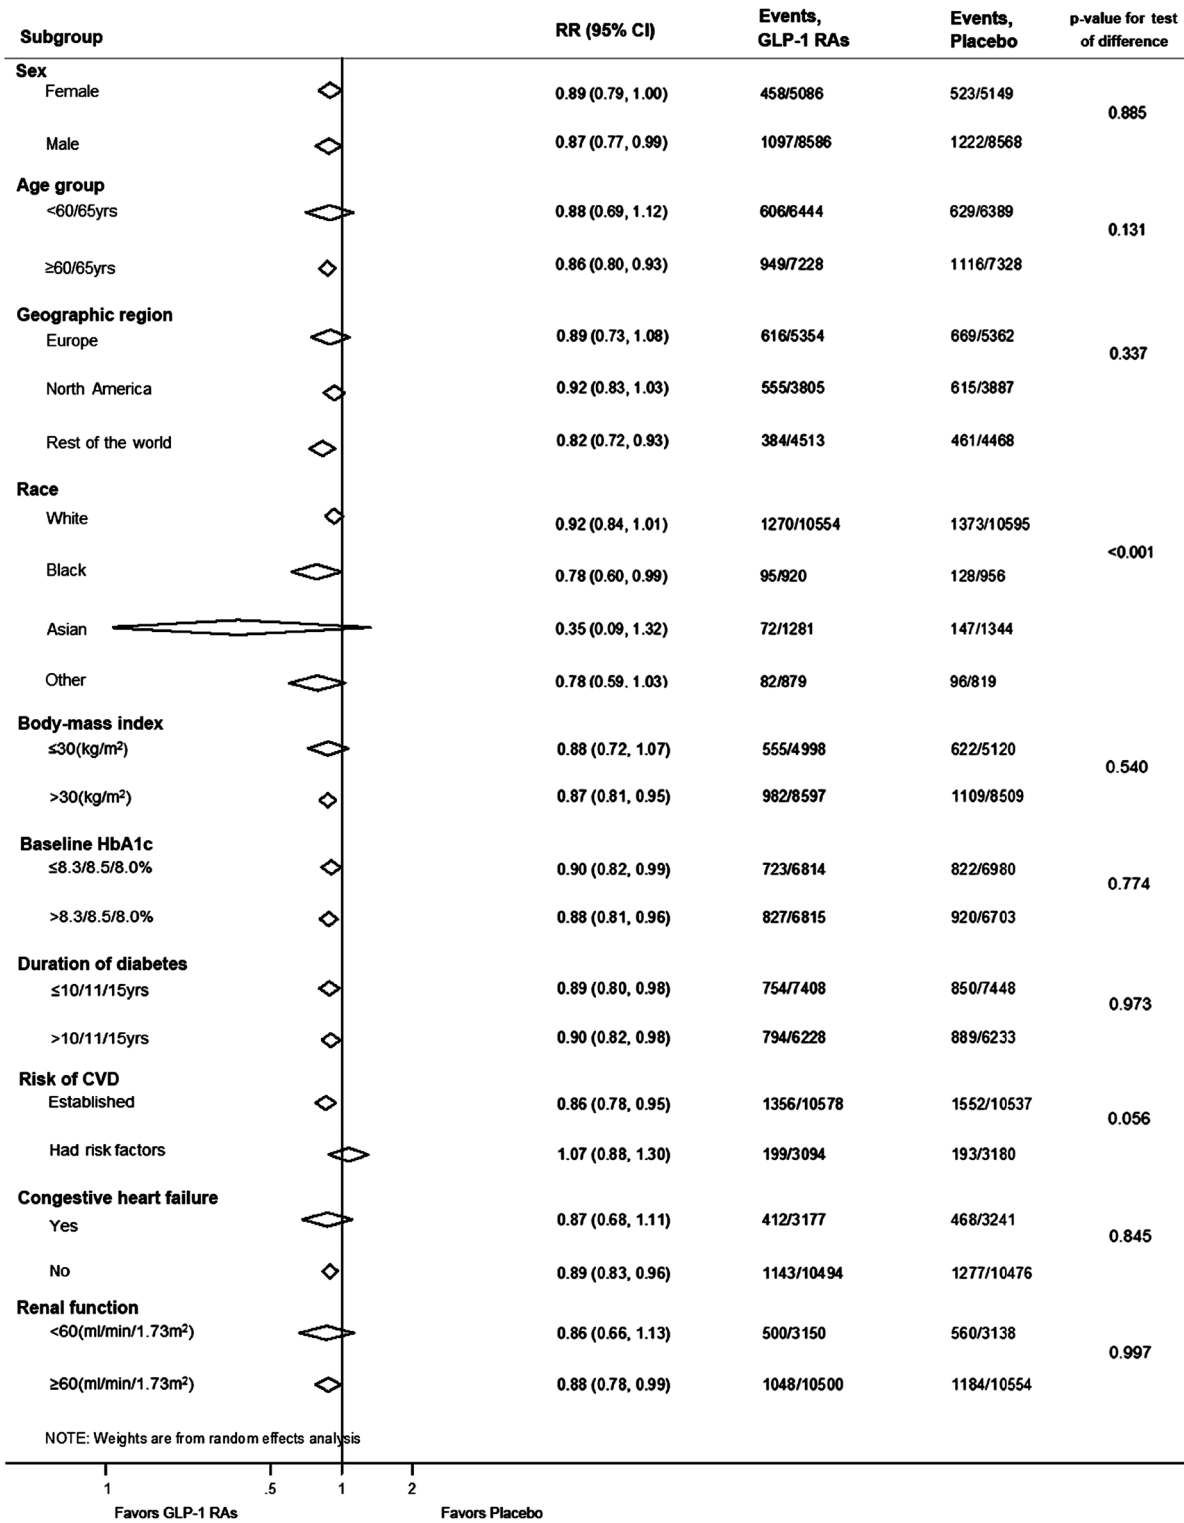 Subgroup RR (95% CI) Events, GLP-1 RAs Events, Placebo p-value for test of difference
Sex
Female 0.89 (0.79, 1.00) 458/5086 523/5149
0.885
Male 0.87 (0.77, 0.99) 1097/8586 1222/8568
Age group
<60/65yrs 0.88 (0.69, 1.12) 606/6444 629/6389
0.131
≥60/65yrs 0.86 (0.80, 0.93) 949/7228 1116/7328
Geographic region
Europe 0.89 (0.73, 1.08) 616/5354 669/5362
0.337
North America 0.92 (0.83, 1.03) 555/3805 615/3887
Rest of the world 0.82 (0.72, 0.93) 384/4513 461/4468
Race
White 0.92 (0.84, 1.01) 1270/10554 1373/10595
<0.001
Black 0.78 (0.60, 0.99) 95/920 128/956
Asian 0.35 (0.09, 1.32) 72/1281 147/1344
Other 0.78 (0.59, 1.03) 82/879 96/819
Body-mass index
≤30(kg/m²) 0.88 (0.72, 1.07) 555/4998 622/5120
0.540
>30(kg/m²) 0.87 (0.81, 0.95) 982/8597 1109/8509
Baseline HbA1c
≤8.3/8.5/8.0% 0.90 (0.82, 0.99) 723/6814 822/6980
0.774
>8.3/8.5/8.0% 0.88 (0.81, 0.96) 827/6815 920/6703
Duration of diabetes
≤10/11/15yrs 0.89 (0.80, 0.98) 754/7408 850/7448
0.973
>10/11/15yrs 0.90 (0.82, 0.98) 794/6228 889/6233
Risk of CVD
Established 0.86 (0.78, 0.95) 1356/10578 1552/10537
0.056
Had risk factors 1.07 (0.88, 1.30) 199/3094 193/3180
Congestive heart failure
Yes 0.87 (0.68, 1.11) 412/3177 468/3241
0.845
No 0.89 (0.83, 0.96) 1143/10494 1277/10476
Renal function
<60(ml/min/1.73m²) 0.86 (0.66, 1.13) 500/3150 560/3138
0.997
≥60(ml/min/1.73m²) 0.88 (0.78, 0.99) 1048/10500 1184/10554
NOTE: Weights are from random effects analysis
1 .5 1 2
Favors GLP-1 RAs Favors Placebo